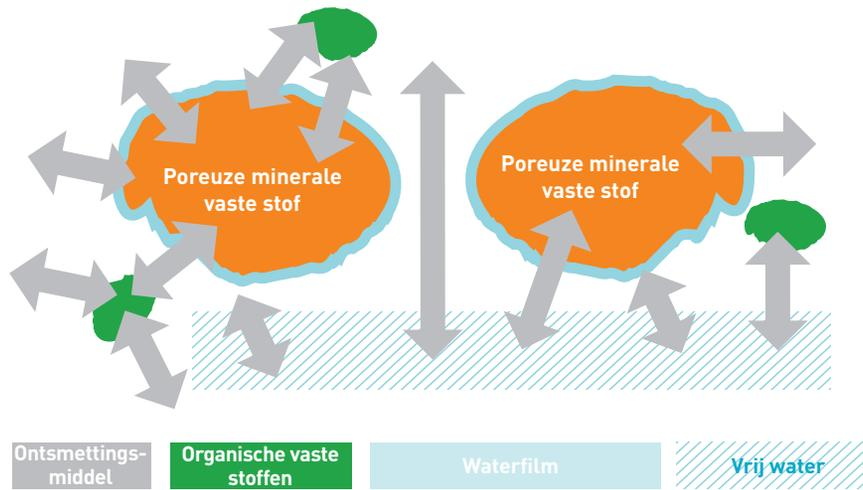 Poreuze minerale
vaste stof
Poreuze minerale
vaste stof
Ontsmettings-
middel
Organische vaste
stoffen
Waterfilm
Vrij water